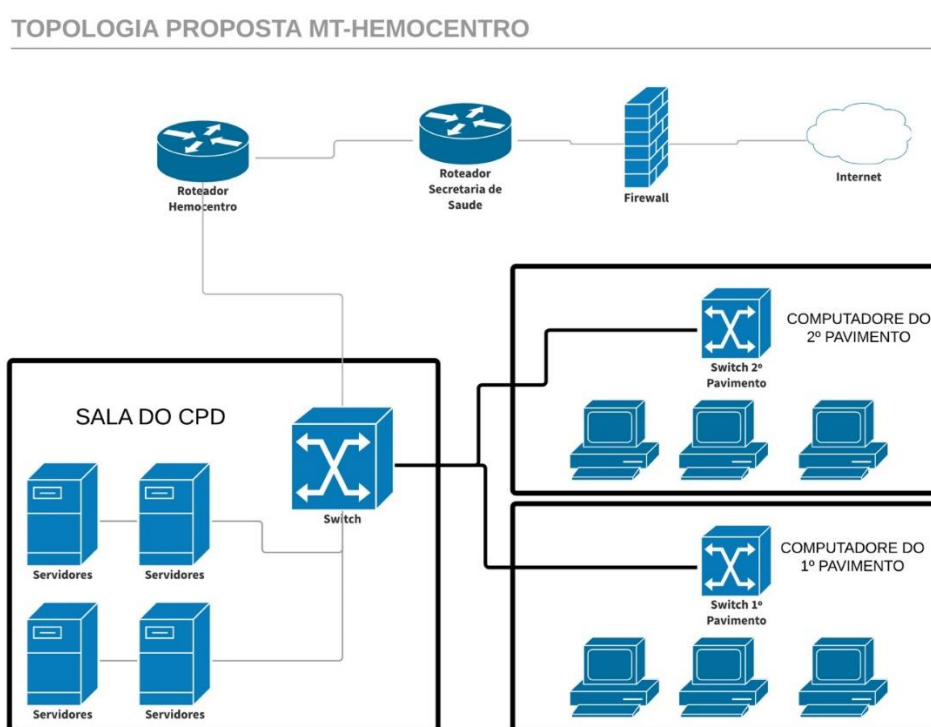 TOPOLOGIA PROPOSTA MT-HEMOCENTRO
Roteador
Hemocentro
Roteador
Secretaria de
Saude
Firewall
Internet
COMPUTADORE DO
2º PAVIMENTO
Switch 2º
Pavimento
SALA DO CPD
Switch
Servidores
Servidores
Servidores
Servidores
COMPUTADORE DO
1º PAVIMENTO
Switch 1º
Pavimento